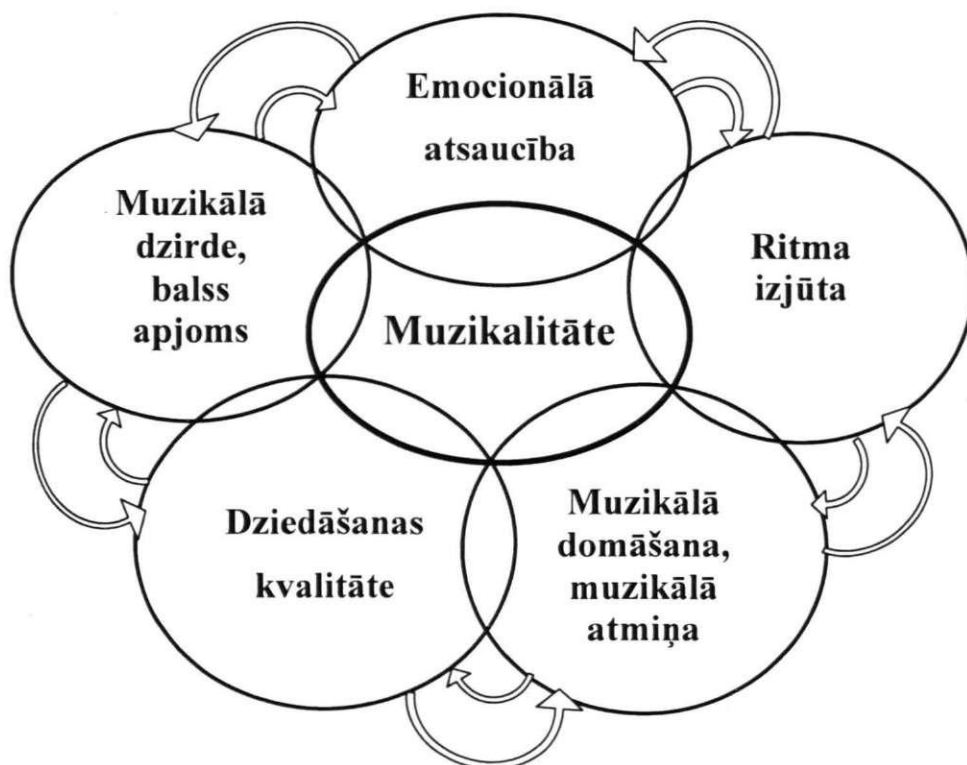 Emocionālā
atsaucība
Muzikālā
dzirde,
balss
apjoms
Ritma
izjūta
Muzikalitāte
Dziedāšanas
kvalitāte
Muzikālā
domāšana,
muzikālā
atmiņa